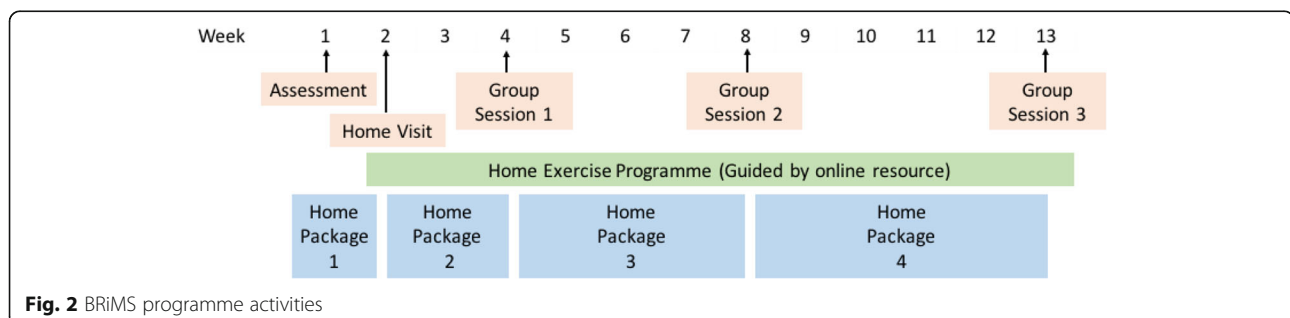 Week 1 2 3 4 5 6 7 8 9 10 11 12 13
Assessment
Home Visit
Group
Session 1
Group
Session 2
Group
Session 3
Home Exercise Programme (Guided by online resource)
Home
Package
1
Home
Package
2
Home
Package
3
Home
Package
4
Fig. 2 BRiMS programme activities